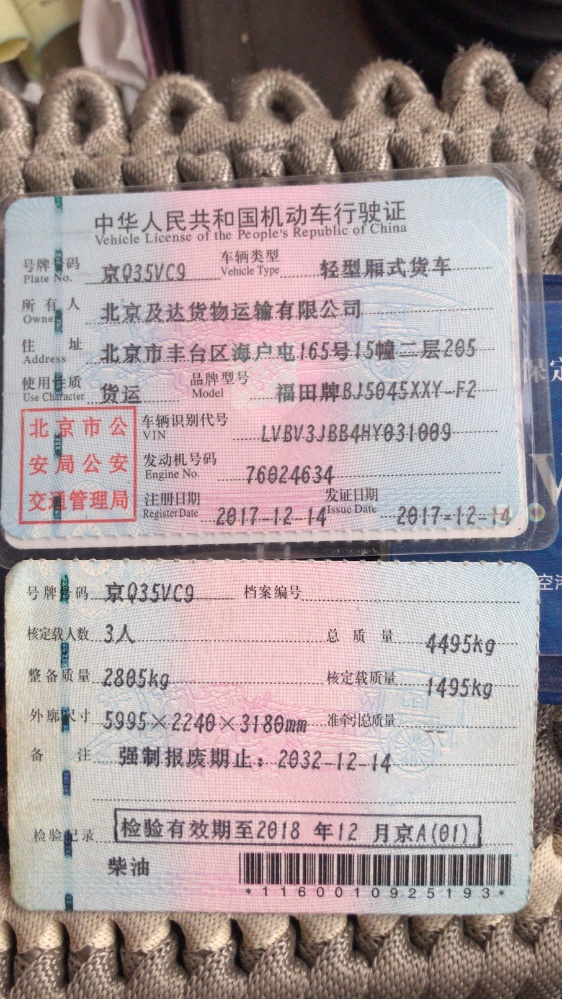 中华人民共和国机动车行驶证
Vehicle License of the People's Republic of China
号牌号码 京Q35VC9 车辆类型 轻型厢式货车
Plate No. Vehicle Type
所有人 北京及达货物运输有限公司
Owner
住址 北京市丰台区海户屯165号15幢二层205
Address
使用性质 货运 品牌型号 福田牌BJ5045XXY-F2
Use Character Model
北京市公
安局公安
交通管理局
车辆识别代号 LVBV3JBB4HY031009
VIN
发动机号码 76024634
Engine No.
注册日期 2017-12-14 发证日期 2017-12-14
Register Date Issue Date
号牌号码 京Q35VC9 档案编号
核定载人数 3人 总质量 4495kg
整备质量 2805kg 核定载质量 1495kg
外廓尺寸 5995×2240×3180mm 准牵引总质量 --
备注 强制报废期止：2032-12-14
检验记录 检验有效期至2018 年12 月京A(01)
柴油
*1160010925193*